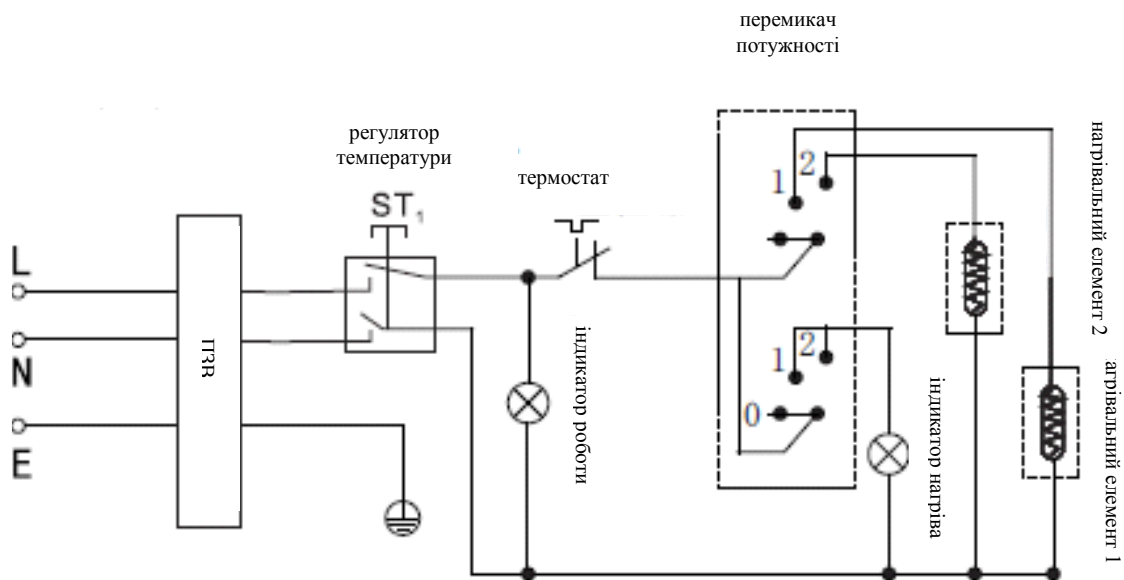 перемикач
потужності
регулятор
температури
термостат
ST₁
L
N
E
ПЗВ
1
2
1
2
0
індикатор роботи
індикатор нагріва
нагрівальний елемент 2
агрівальний елемент 1